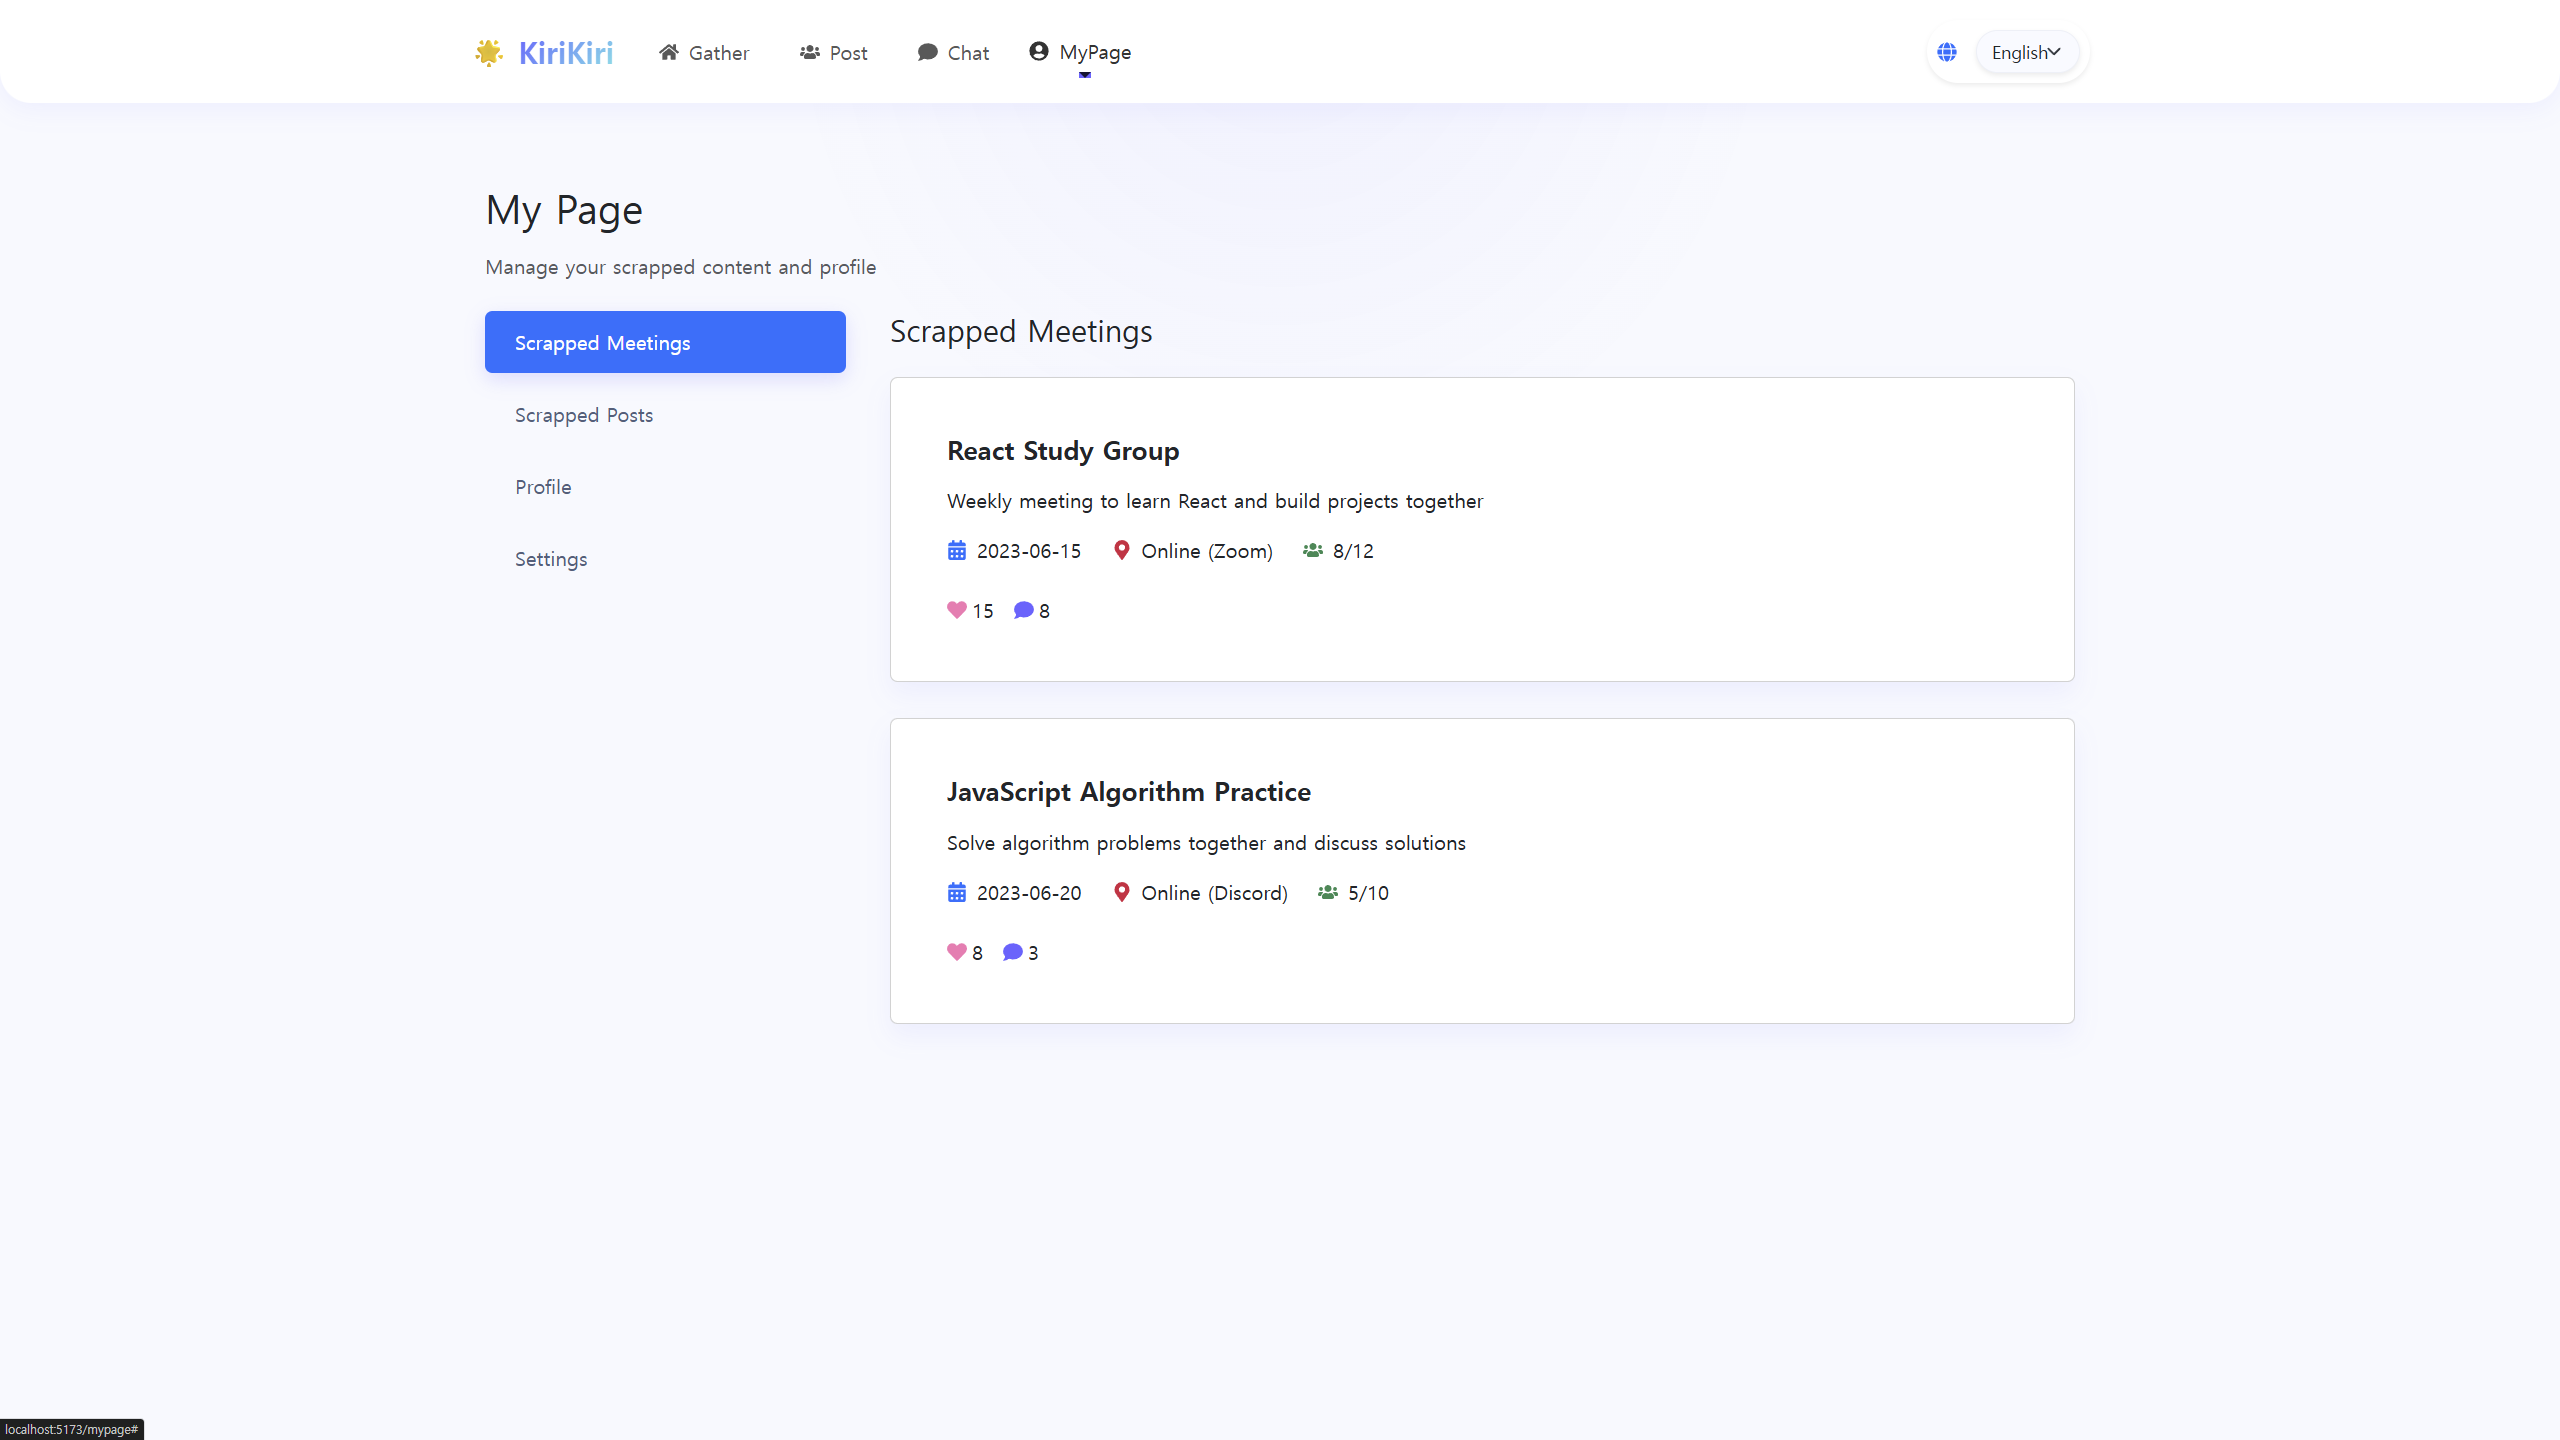 KiriKiri Gather Post Chat MyPage English
My Page
Manage your scrapped content and profile
Scrapped Meetings
Scrapped Posts
Profile
Settings
Scrapped Meetings
React Study Group
Weekly meeting to learn React and build projects together
2023-06-15 Online (Zoom) 8/12
15 8
JavaScript Algorithm Practice
Solve algorithm problems together and discuss solutions
2023-06-20 Online (Discord) 5/10
8 3
localhost:5173/mypage#